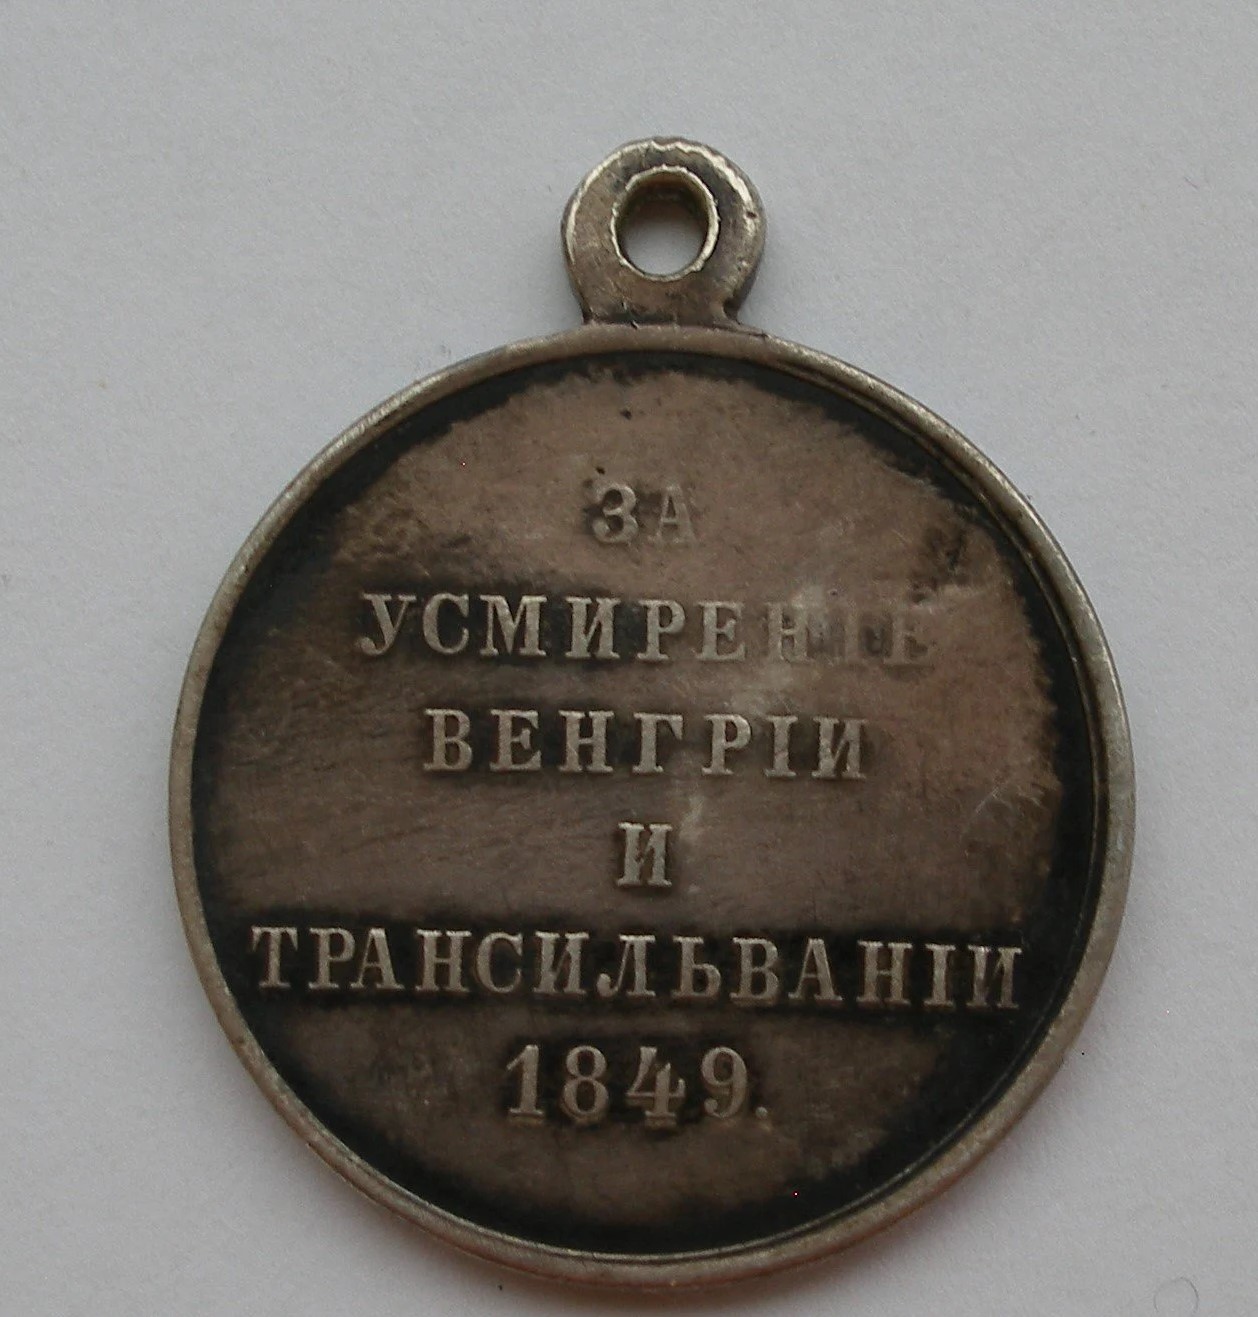 ЗА
УСМИРЕНІЕ
ВЕНГРІИ
И
ТРАНСИЛЬВАНІИ
1849.